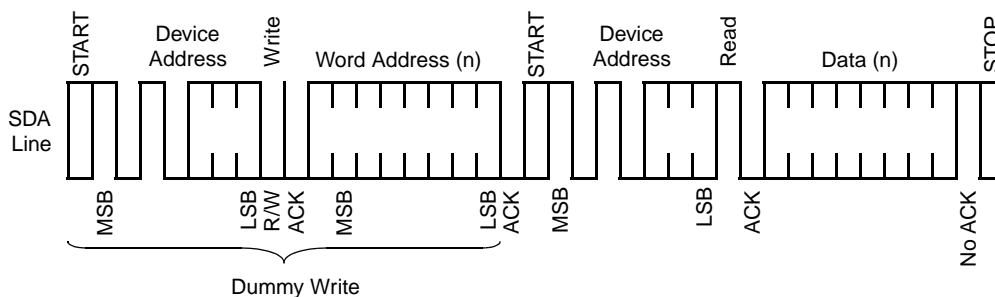 START
Device
Address
Write
Word Address (n)
START
Device
Address
Read
Data (n)
STOP
SDA
Line
MSB
LSB
R/W
ACK
MSB
LSB
ACK
MSB
LSB
ACK
No ACK
Dummy Write